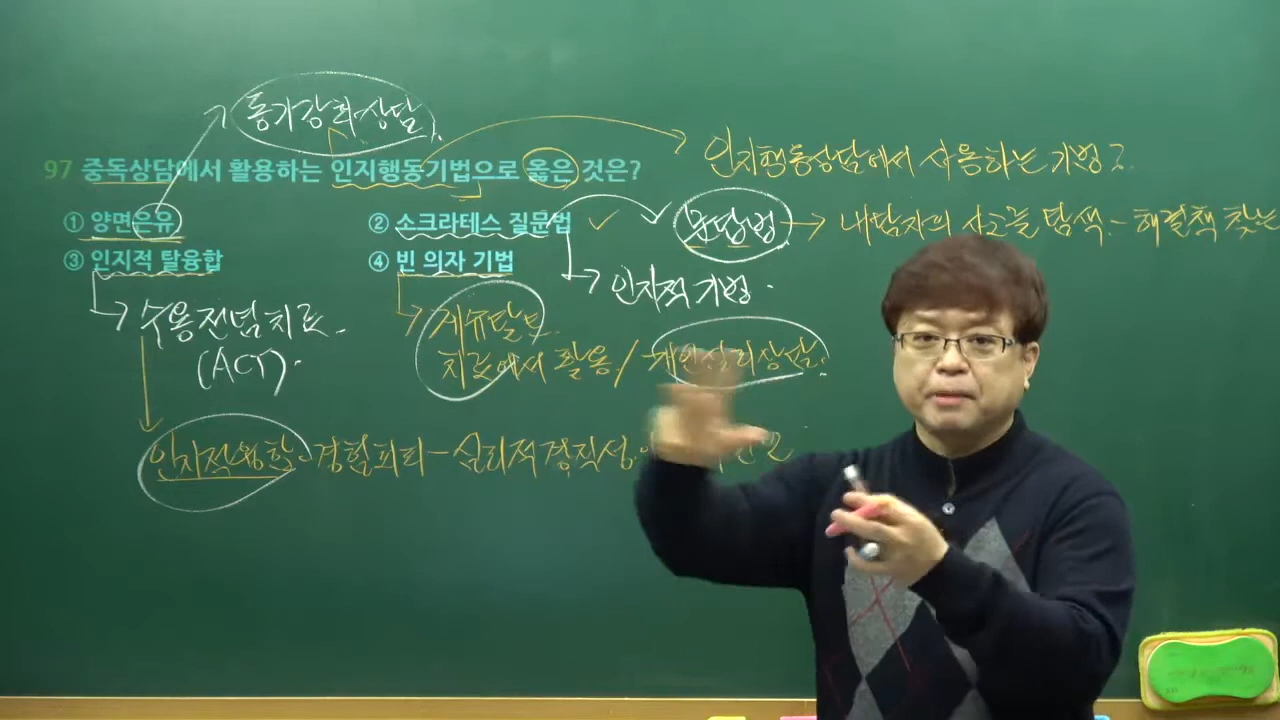 동기강화상담.
97 중독상담에서 활용하는 인지행동기법으로 옳은 것은?
인지행동상담에서 사용하는 기법?
① 양면은유
② 소크라테스 질문법
문답법 → 내담자의 사고를 탐색 - 해결책 찾는
③ 인지적 탈융합
④ 빈 의자 기법
인지적 기법.
수용전념치료.
(ACT).
게슈탈트
치료에서 활용 / 개인심리상담.
인지적융합 경험회피 - 심리적 경직성